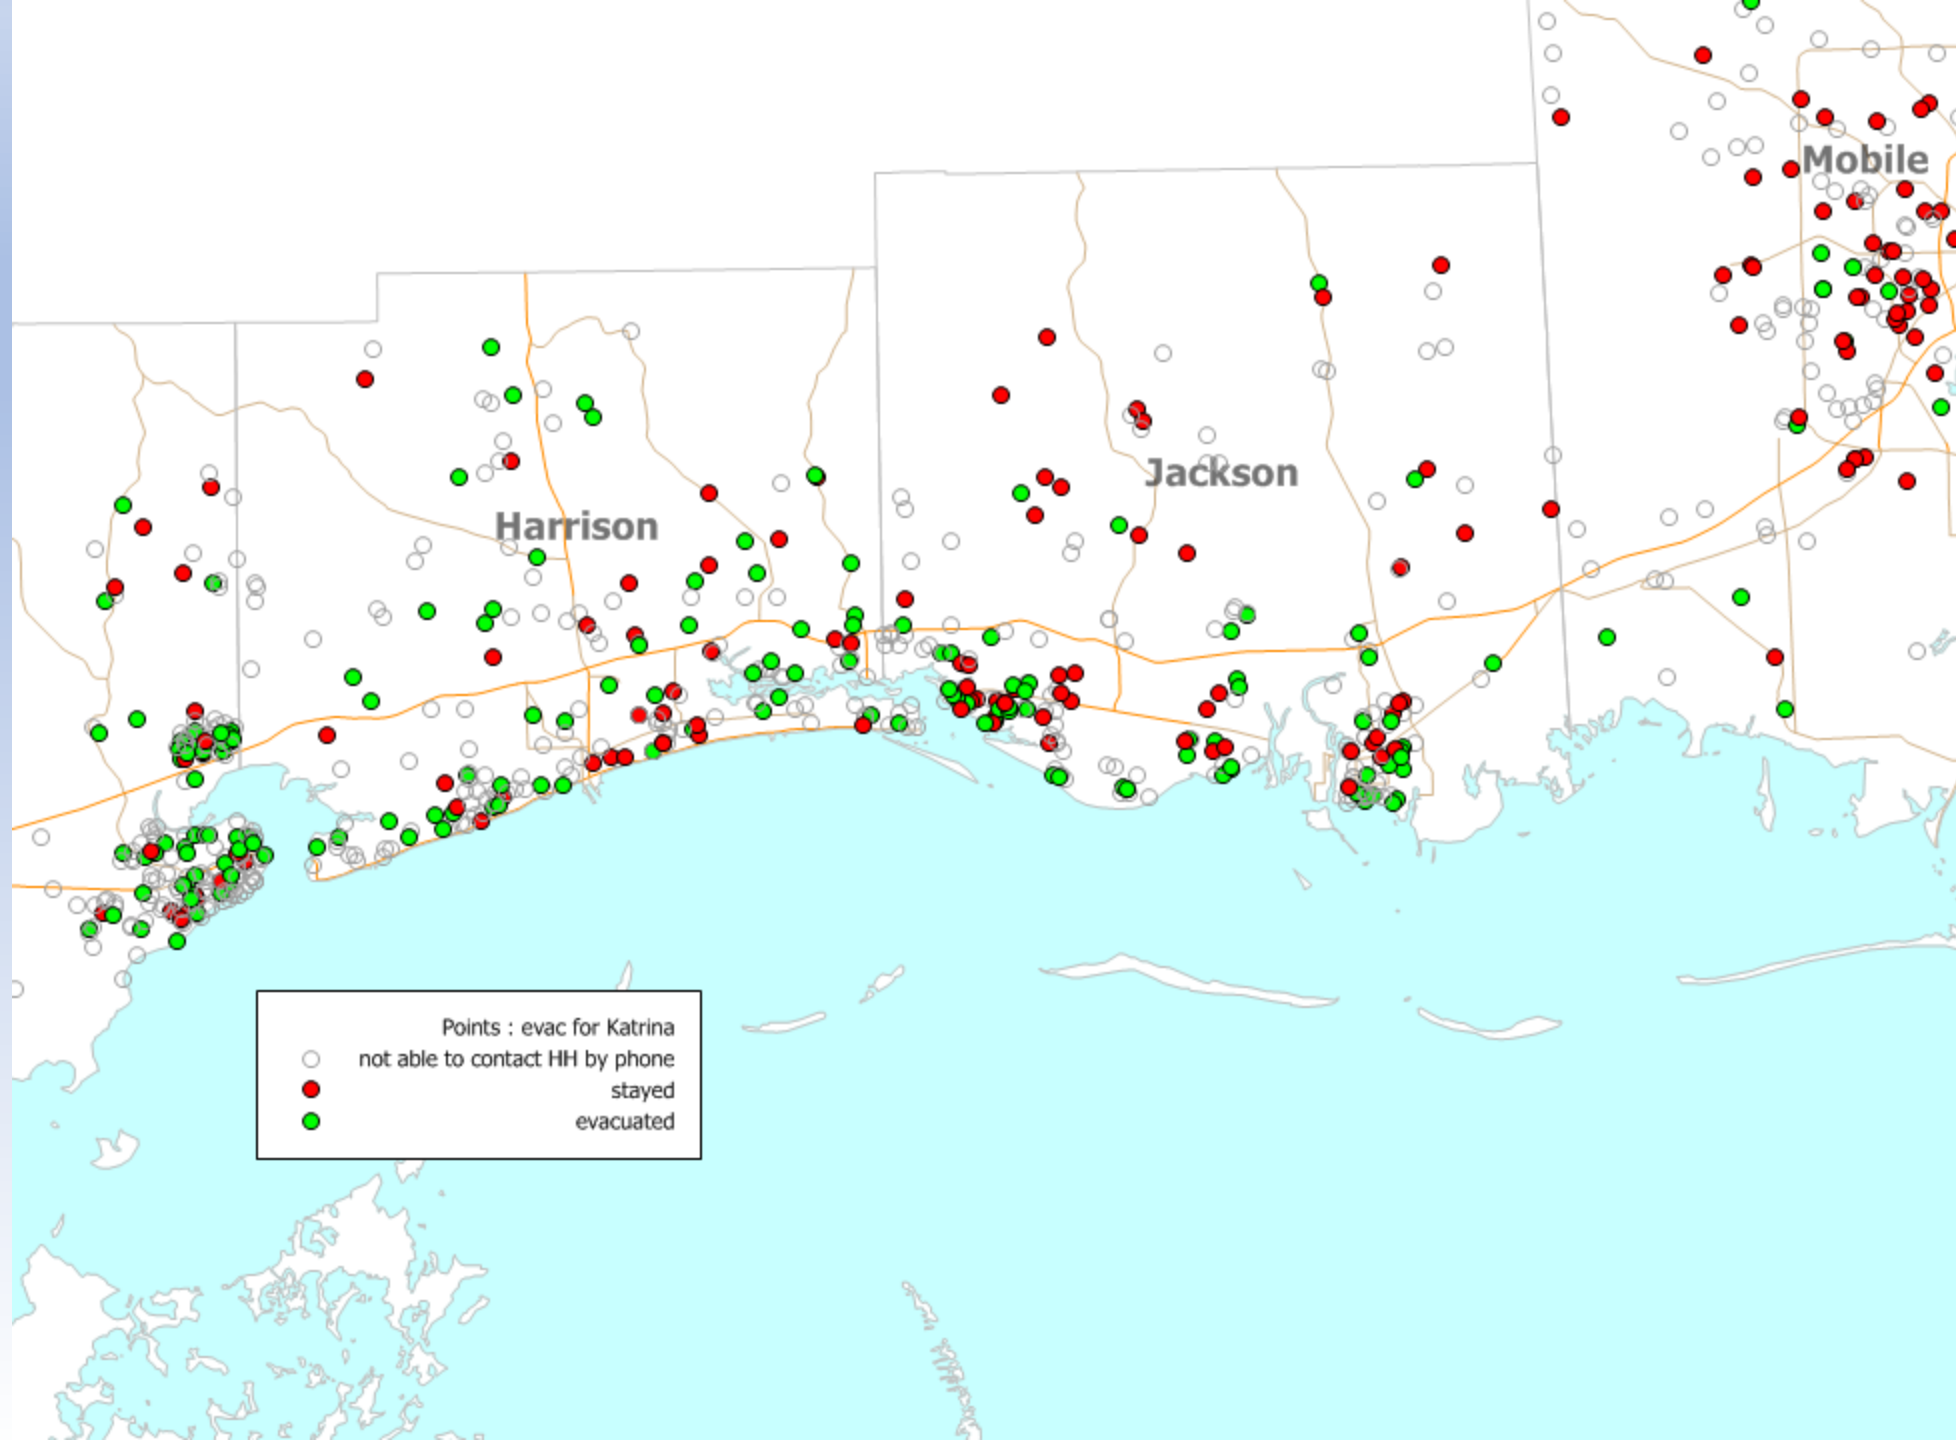 Mobile
Jackson
Harrison
Points : evac for Katrina
not able to contact HH by phone
stayed
evacuated